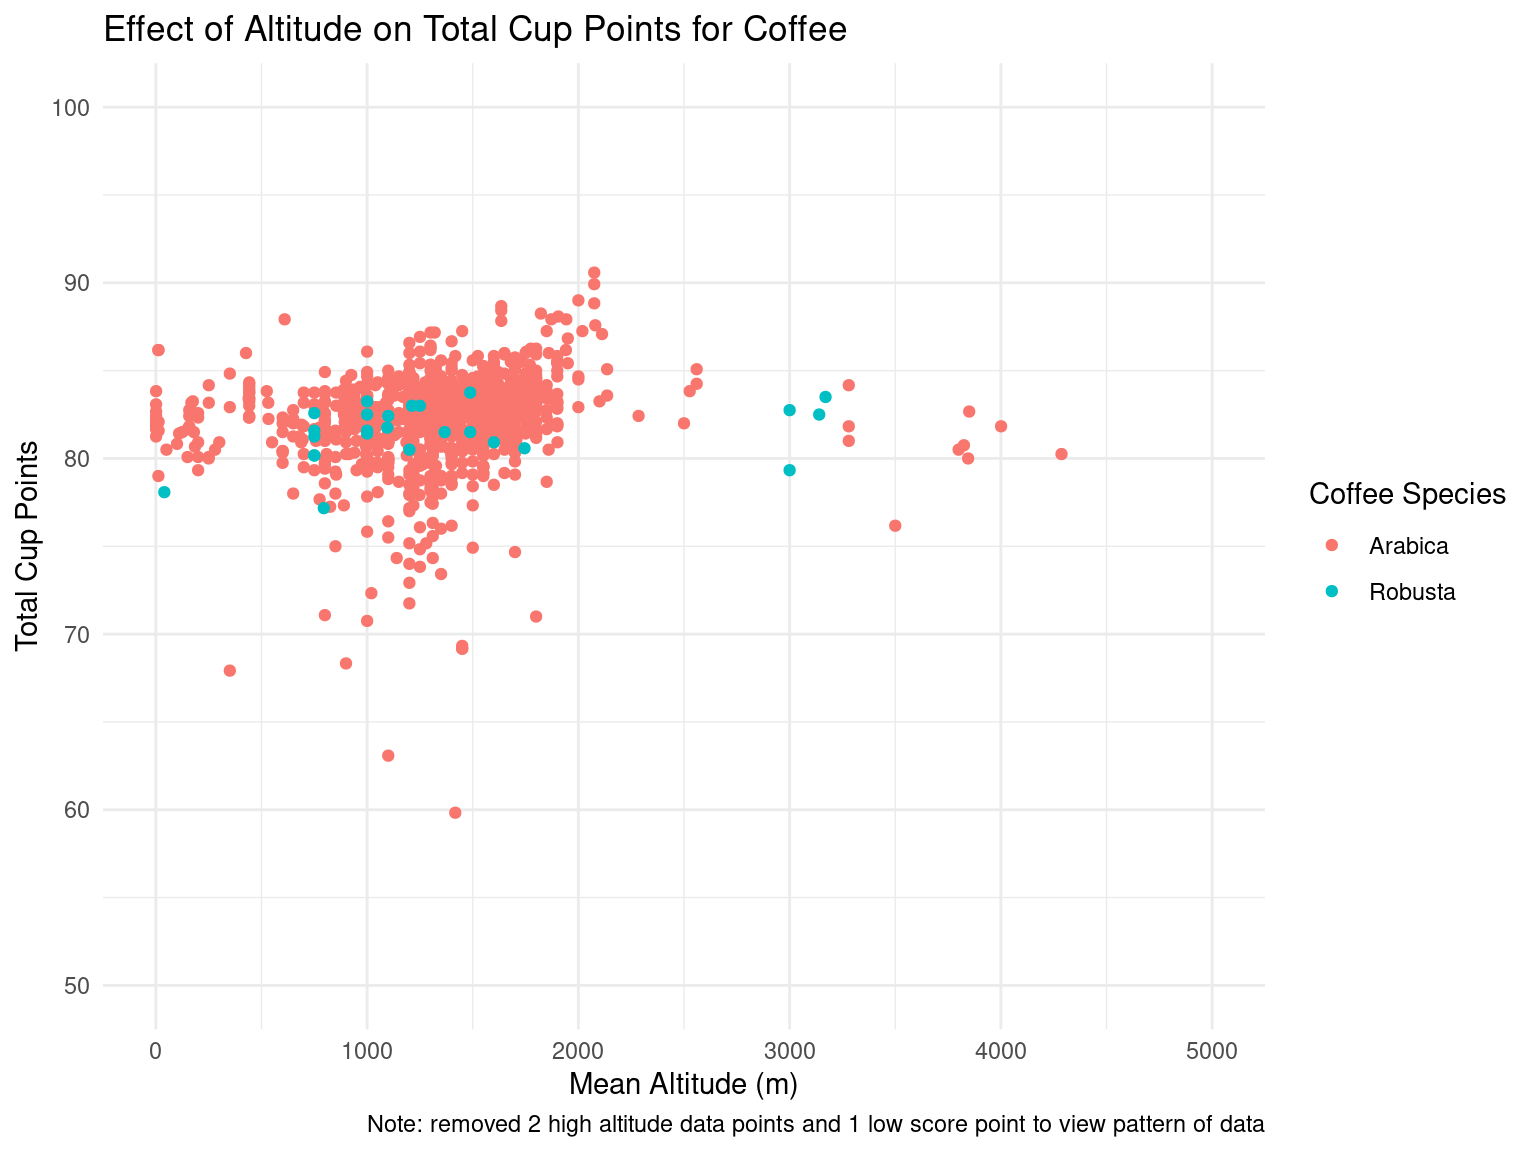 Effect of Altitude on Total Cup Points for Coffee
100
90
80
70
60
50
Total Cup Points
0 1000 2000 3000 4000 5000
Mean Altitude (m)
Coffee Species
Arabica
Robusta
Note: removed 2 high altitude data points and 1 low score point to view pattern of data